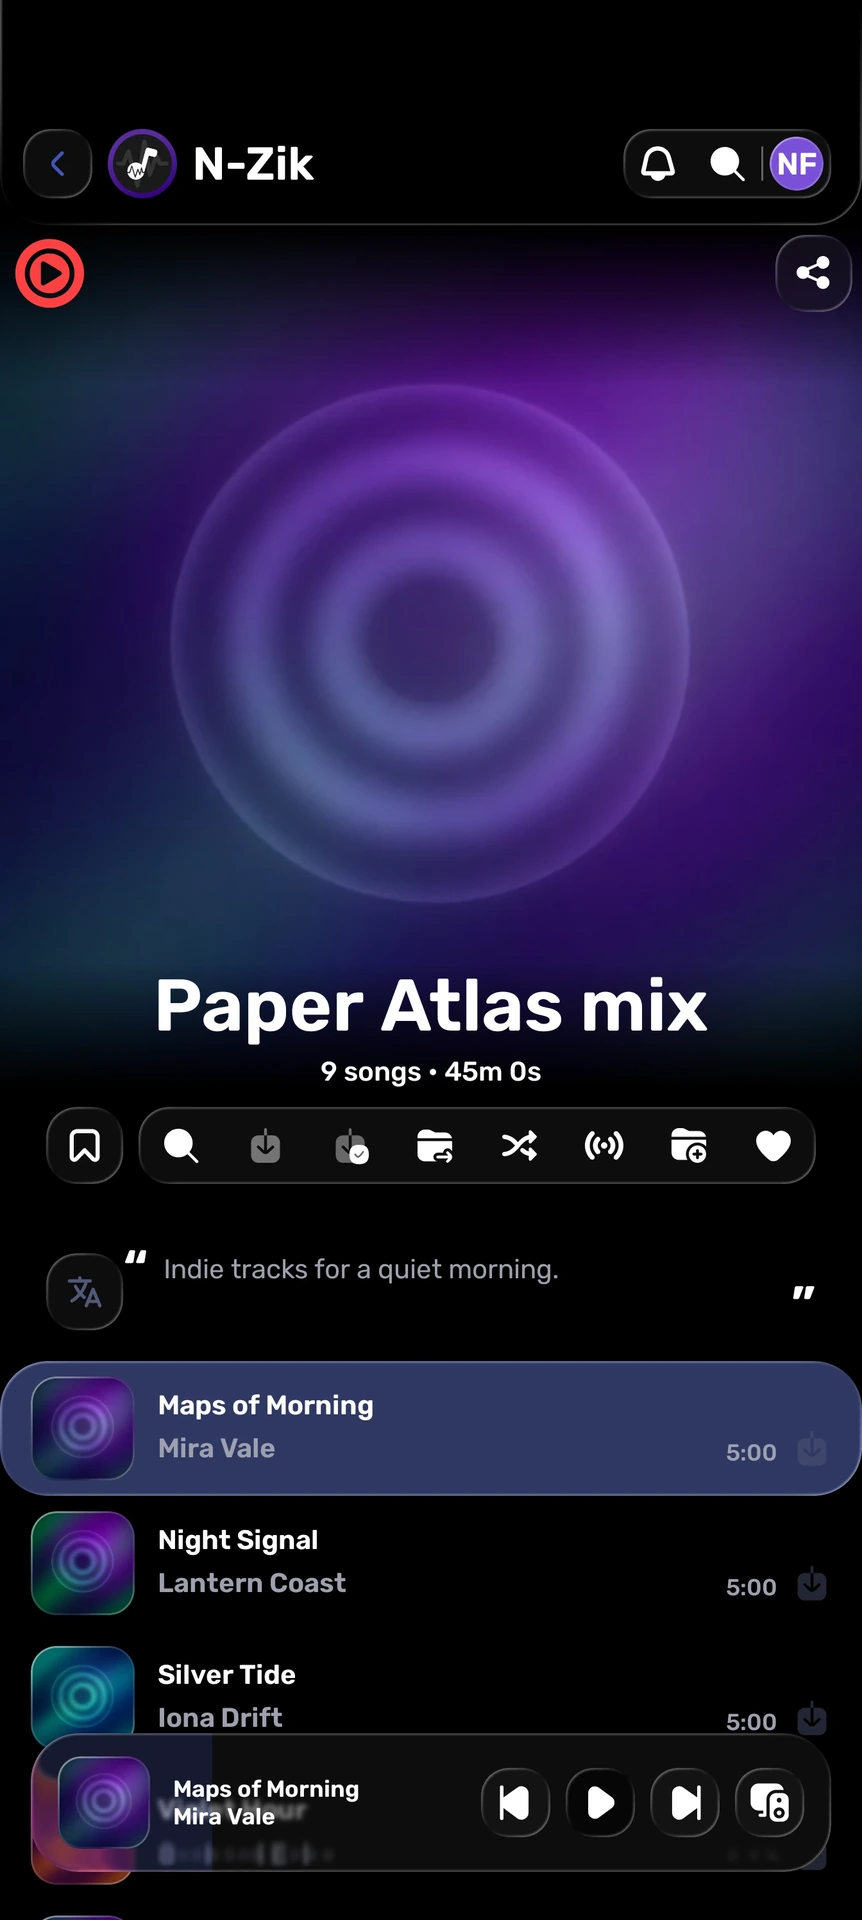 N-Zik
NF
Paper Atlas mix
9 songs • 45m 0s
“ Indie tracks for a quiet morning. ”
Maps of Morning
Mira Vale
5:00
Night Signal
Lantern Coast
5:00
Silver Tide
Iona Drift
5:00
Maps of Morning
Mira Vale